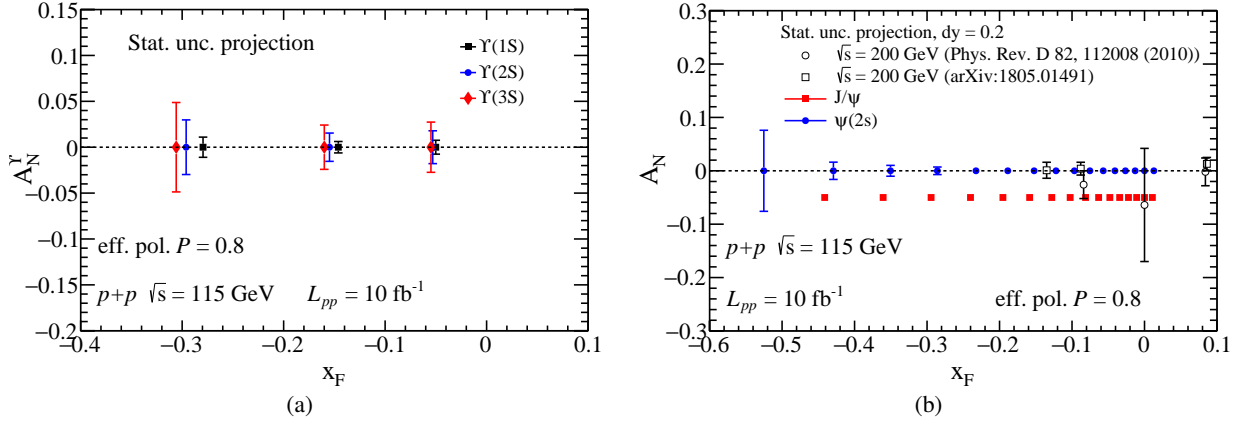 0.15
0.1
0.05
0
−0.05
−0.1
−0.15
−0.2
A_N^ϒ
Stat. unc. projection
ϒ(1S)
ϒ(2S)
ϒ(3S)
eff. pol. P = 0.8
p+p √s = 115 GeV L_pp = 10 fb⁻¹
−0.4 −0.3 −0.2 −0.1 0 0.1
x_F
(a)
0.3
0.2
0.1
0
−0.1
−0.2
−0.3
A_N
Stat. unc. projection, dy = 0.2
√s = 200 GeV (Phys. Rev. D 82, 112008 (2010))
√s = 200 GeV (arXiv:1805.01491)
J/ψ
ψ(2s)
p+p √s = 115 GeV
L_pp = 10 fb⁻¹ eff. pol. P = 0.8
−0.6 −0.5 −0.4 −0.3 −0.2 −0.1 0 0.1
x_F
(b)